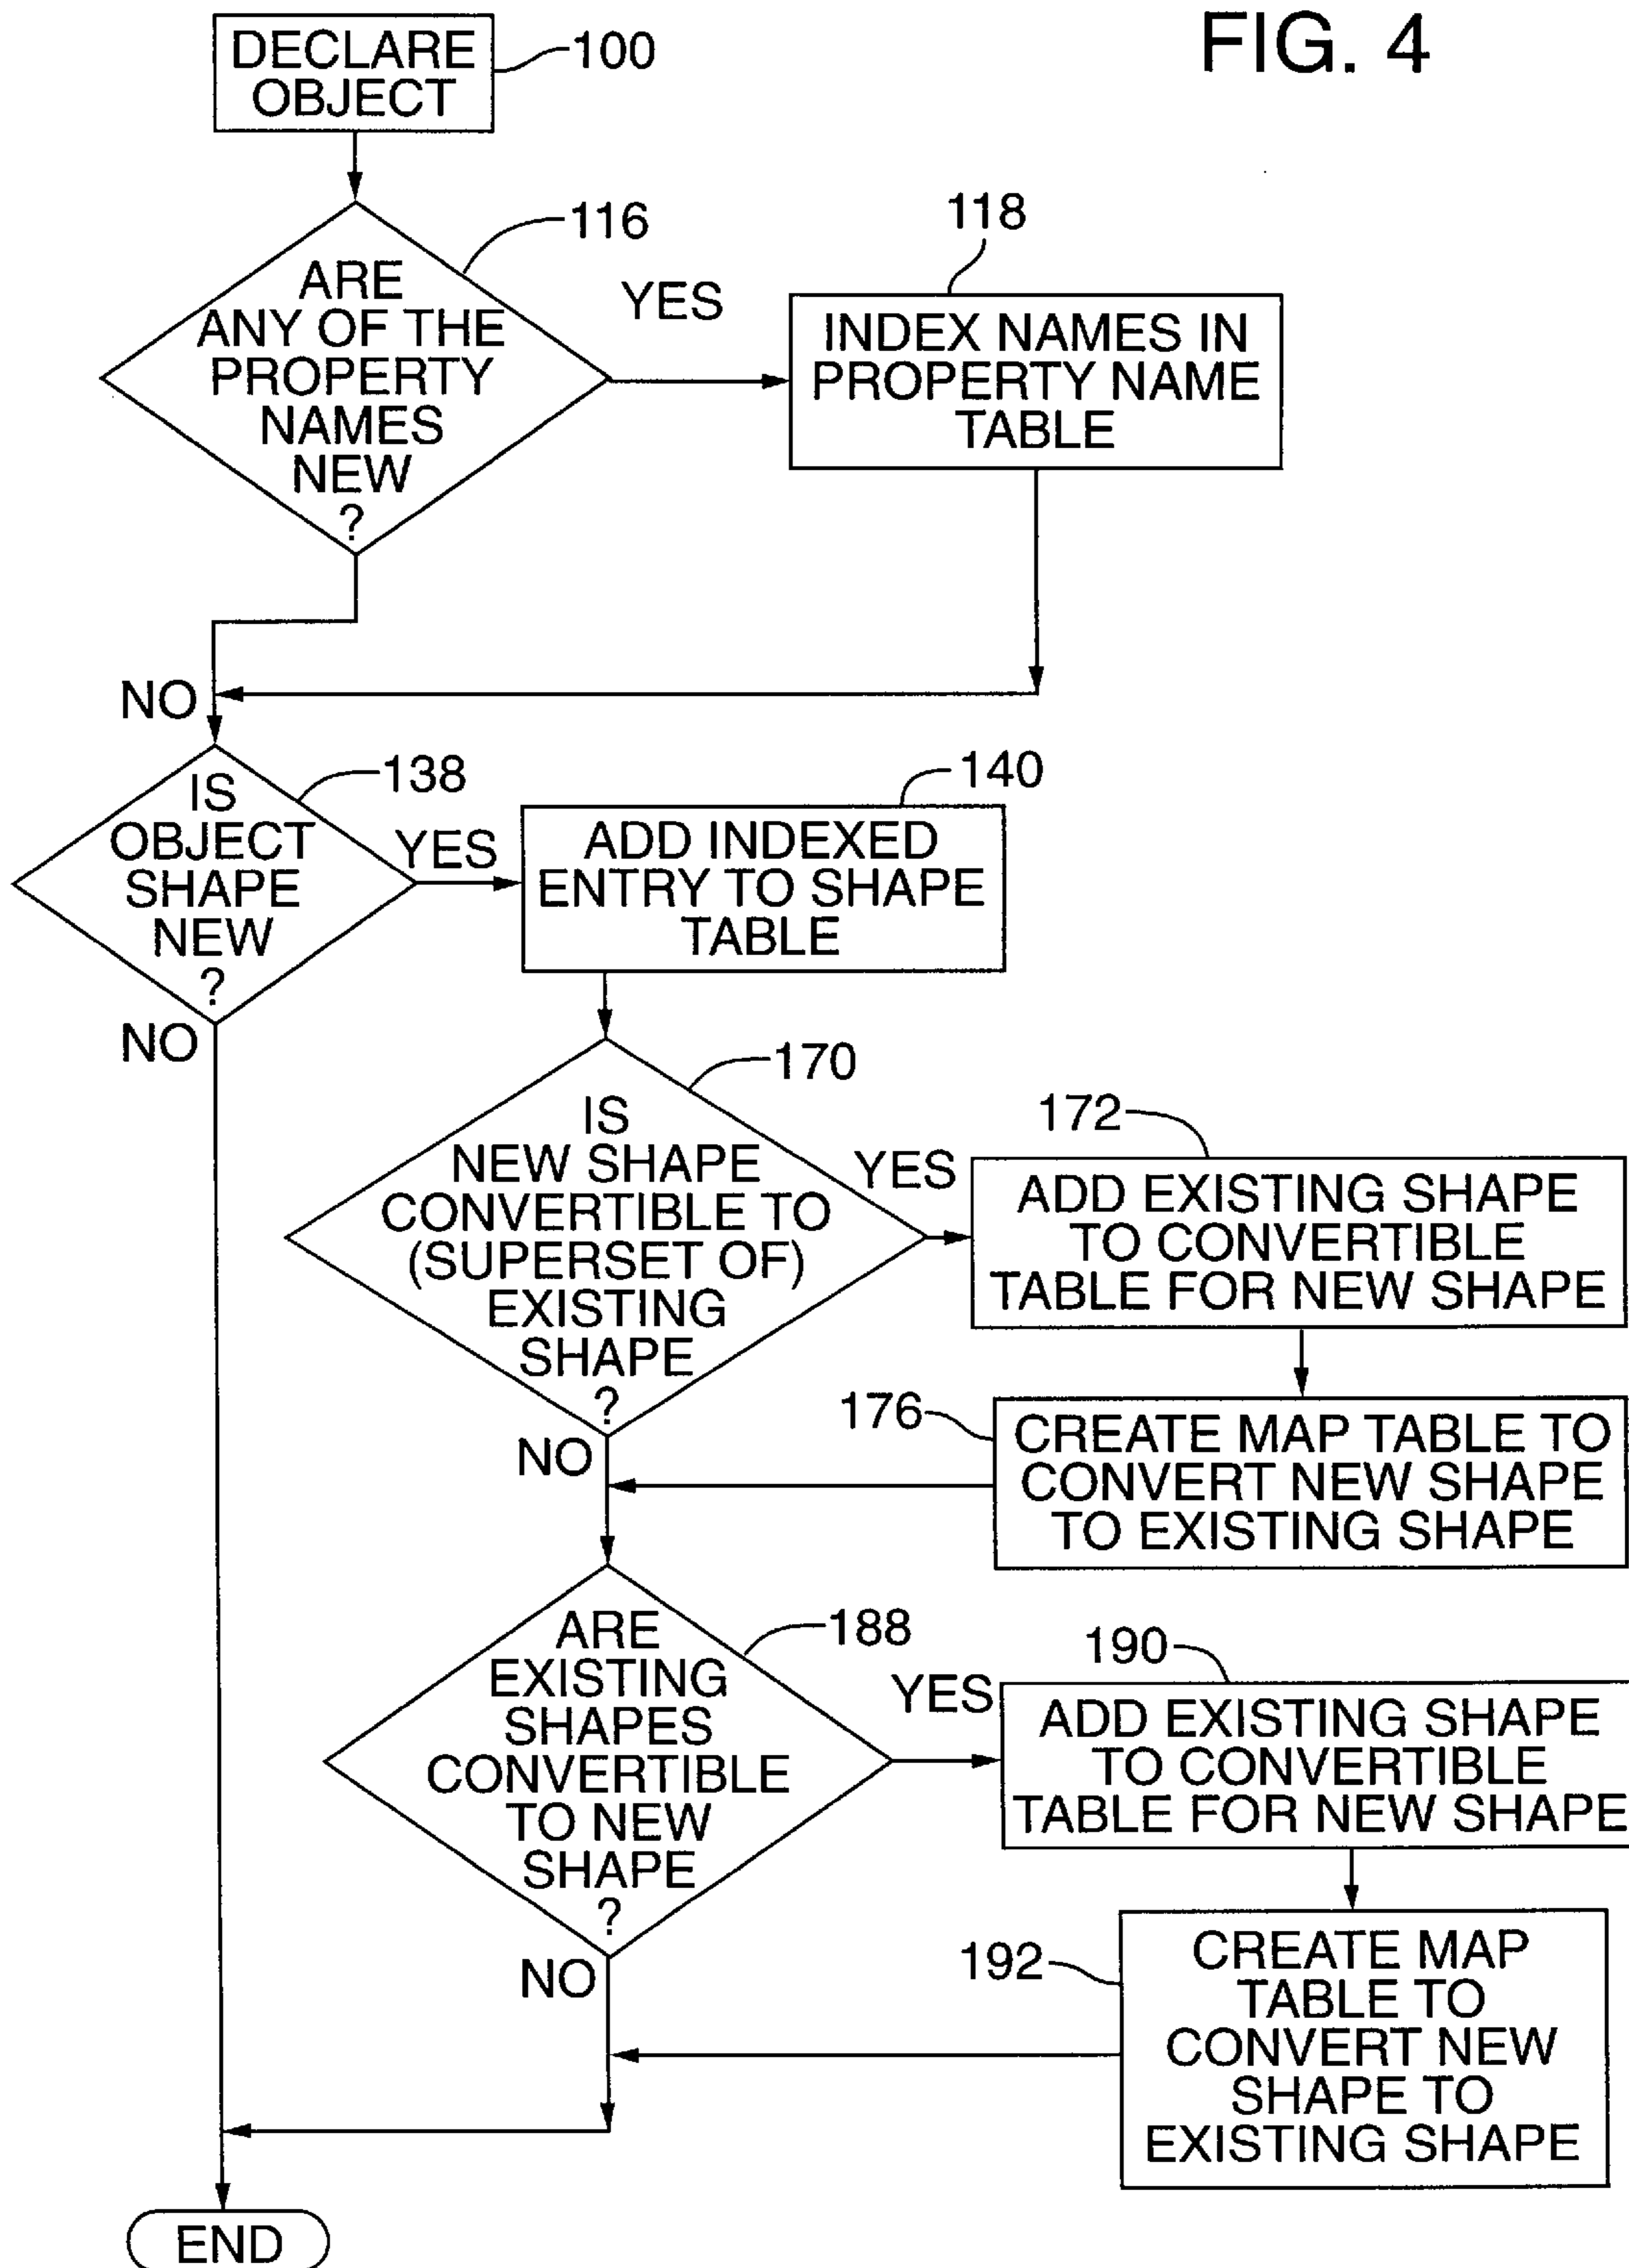 FIG. 4
DECLARE
OBJECT
100
116
ARE
ANY OF THE
PROPERTY
NAMES
NEW
?
YES
118
INDEX NAMES IN
PROPERTY NAME
TABLE
NO
138
IS
OBJECT
SHAPE
NEW
?
YES
NO
140
ADD INDEXED
ENTRY TO SHAPE
TABLE
170
IS
NEW SHAPE
CONVERTIBLE TO
(SUPERSET OF)
EXISTING
SHAPE
?
YES
NO
172
ADD EXISTING SHAPE
TO CONVERTIBLE
TABLE FOR NEW SHAPE
176
CREATE MAP TABLE TO
CONVERT NEW SHAPE
TO EXISTING SHAPE
188
ARE
EXISTING
SHAPES
CONVERTIBLE
TO NEW
SHAPE
?
YES
NO
190
ADD EXISTING SHAPE
TO CONVERTIBLE
TABLE FOR NEW SHAPE
192
CREATE MAP
TABLE TO
CONVERT NEW
SHAPE TO
EXISTING SHAPE
END